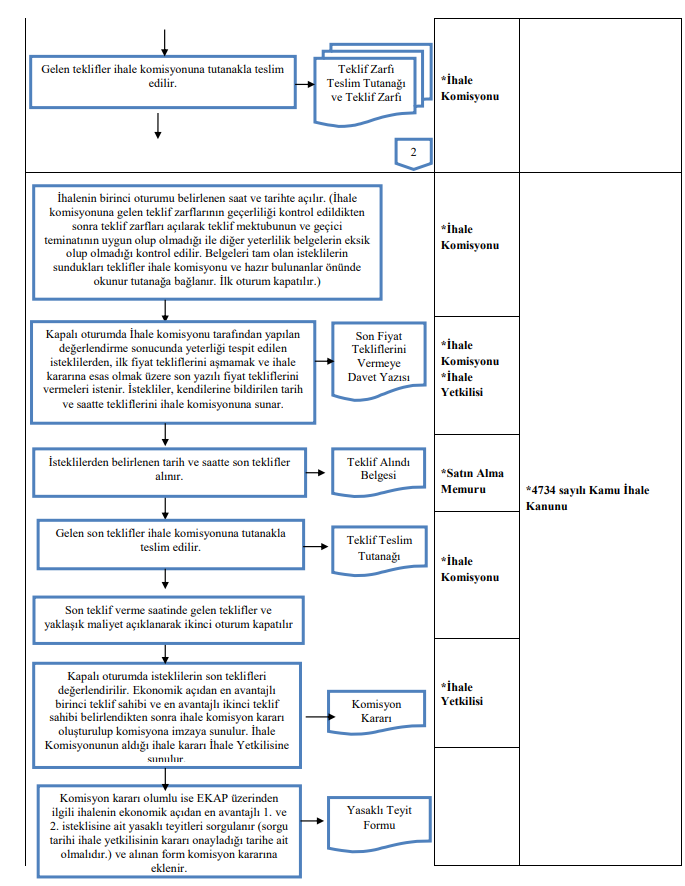 Gelen teklifler ihale komisyonuna tutanakla teslim
edilir.
Teklif Zarfı
Teslim Tutanağı
ve Teklif Zarfı
*İhale
Komisyonu
2
İhalenin birinci oturumu belirlenen saat ve tarihte açılır. (İhale
komisyonuna gelen teklif zarflarının geçerliliği kontrol edildikten
sonra teklif zarfları açılarak teklif mektubunun ve geçici
teminatının uygun olup olmadığı ile diğer yeterlilik belgelerin eksik
olup olmadığı kontrol edilir. Belgeleri tam olan isteklilerin
sundukları teklifler ihale komisyonu ve hazır bulunanlar önünde
okunur tutanağa bağlanır. İlk oturum kapatılır.)
*İhale
Komisyonu
Kapalı oturumda İhale komisyonu tarafından yapılan
değerlendirme sonucunda yeterliği tespit edilen
isteklilerden, ilk fiyat tekliflerini aşmamak ve ihale
kararına esas olmak üzere son yazılı fiyat tekliflerini
vermeleri istenir. İstekliler, kendilerine bildirilen tarih
ve saatte tekliflerini ihale komisyonuna sunar.
Son Fiyat
Tekliflerini
Vermeye
Davet Yazısı
*İhale
Komisyonu
*İhale
Yetkilisi
İsteklilerden belirlenen tarih ve saatte son teklifler
alınır.
Teklif Alındı
Belgesi
*Satın Alma
Memuru
*4734 sayılı Kamu İhale
Kanunu
Gelen son teklifler ihale komisyonuna tutanakla
teslim edilir.
Teklif Teslim
Tutanağı
*İhale
Komisyonu
Son teklif verme saatinde gelen teklifler ve
yaklaşık maliyet açıklanarak ikinci oturum kapatılır
Kapalı oturumda isteklilerin son teklifleri
değerlendirilir. Ekonomik açıdan en avantajlı
birinci teklif sahibi ve en avantajlı ikinci teklif
sahibi belirlendikten sonra ihale komisyon kararı
oluşturulup komisyona imzaya sunulur. İhale
Komisyonunun aldığı ihale kararı İhale Yetkilisine
sunulur.
Komisyon
Kararı
*İhale
Yetkilisi
Komisyon kararı olumlu ise EKAP üzerinden
ilgili ihalenin ekonomik açıdan en avantajlı 1. ve
2. isteklisine ait yasaklı teyitleri sorgulanır (sorgu
tarihi ihale yetkilisinin kararı onayladığı tarihe ait
olmalıdır.) ve alınan form komisyon kararına
eklenir.
Yasaklı Teyit
Formu